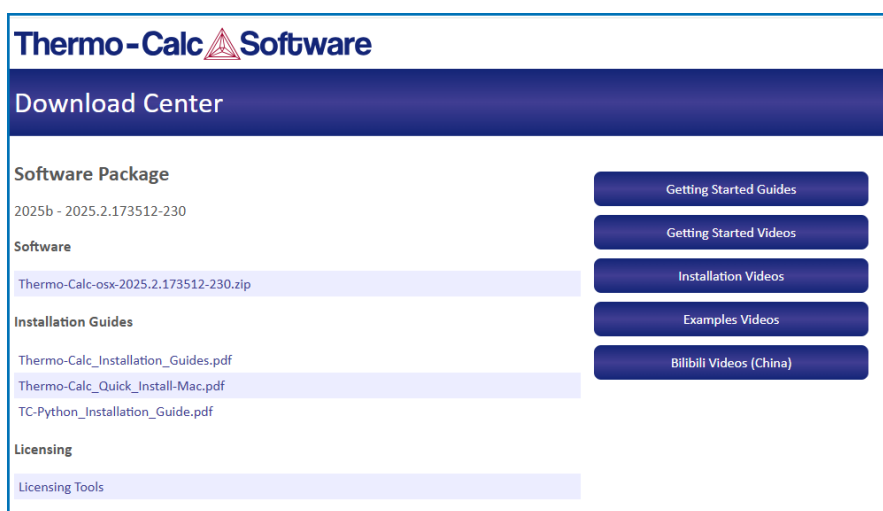 Thermo-Calc Software
Download Center
Software Package
2025b - 2025.2.173512-230
Software
Thermo-Calc-osx-2025.2.173512-230.zip
Installation Guides
Thermo-Calc_Installation_Guides.pdf
Thermo-Calc_Quick_Install-Mac.pdf
TC-Python_Installation_Guide.pdf
Licensing
Licensing Tools
Getting Started Guides
Getting Started Videos
Installation Videos
Examples Videos
Bilibili Videos (China)